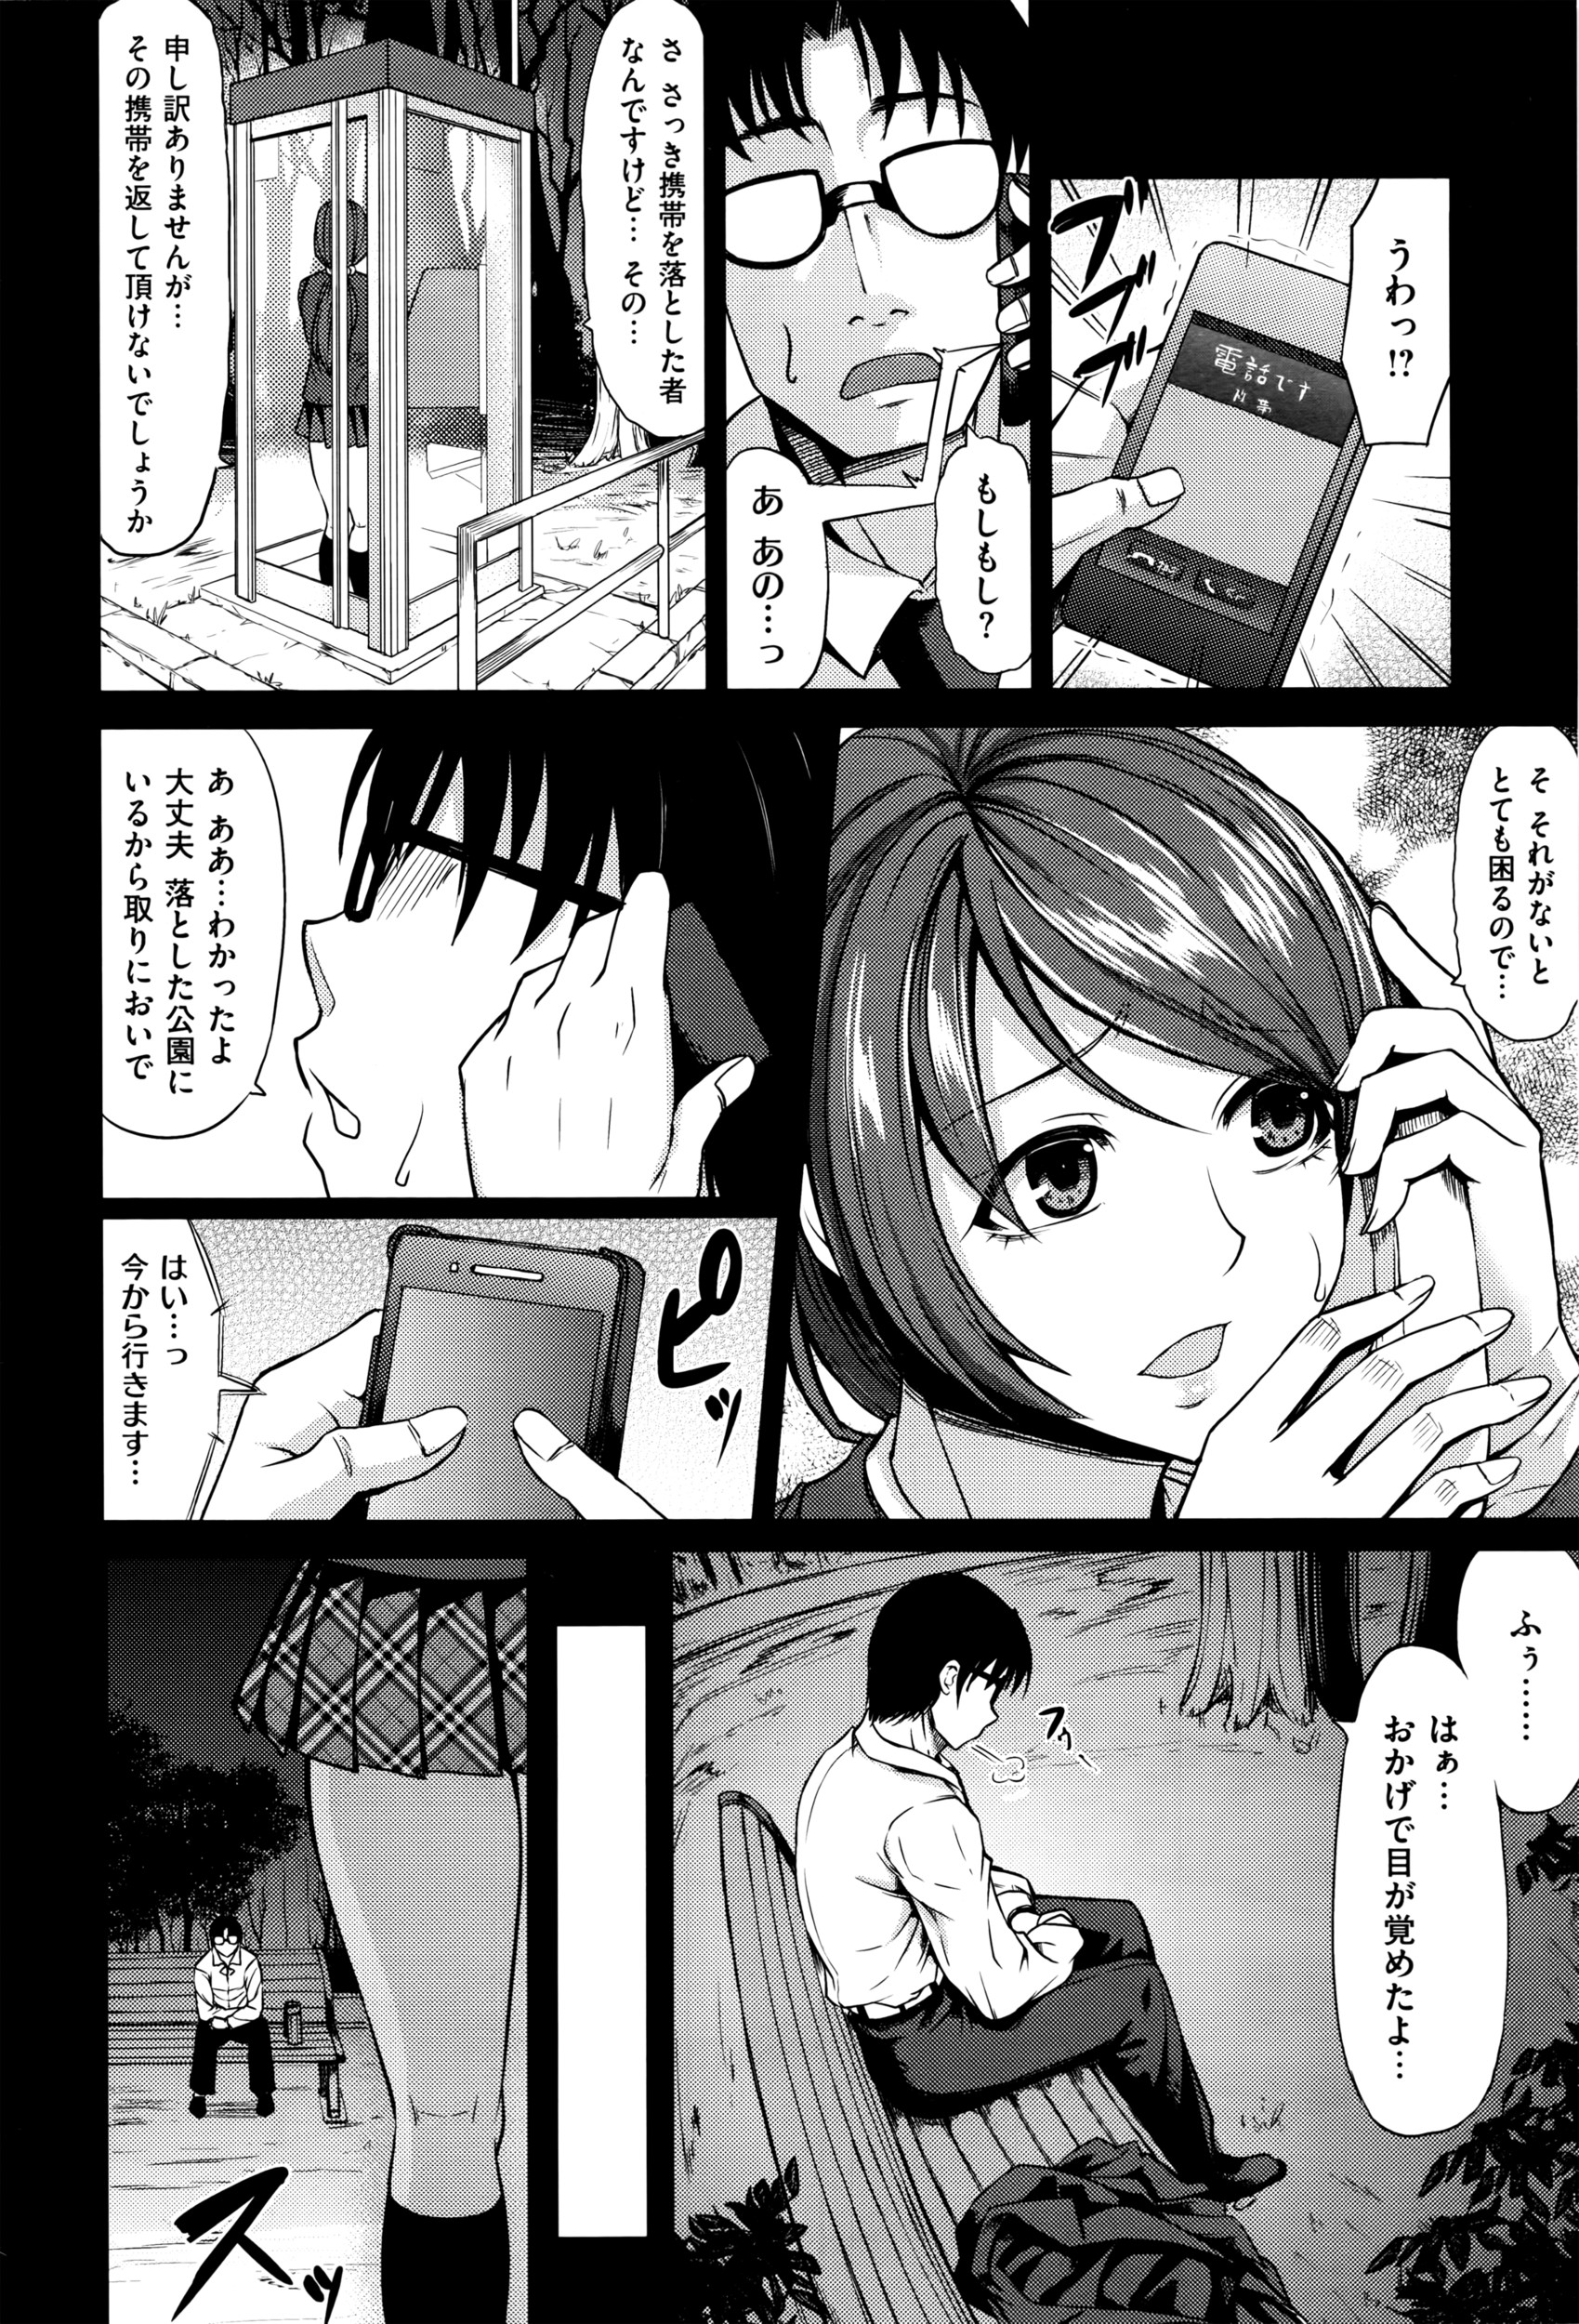 うわっ!?
ブブブ
電話です
もしもし?
あ あの…っ
さ さっき携帯を落とした者
なんですけど… その…
申し訳ありませんが…
その携帯を返して頂けないでしょうか
そ それがないと
とても困るので…
あ ああ…わかったよ
大丈夫 落とした公園に
いるから取りにおいで
ピッ
はい…っ
今から行きます…
ふぅ……
はぁ…
おかげで目が覚めたよ…
フゥ
スッ